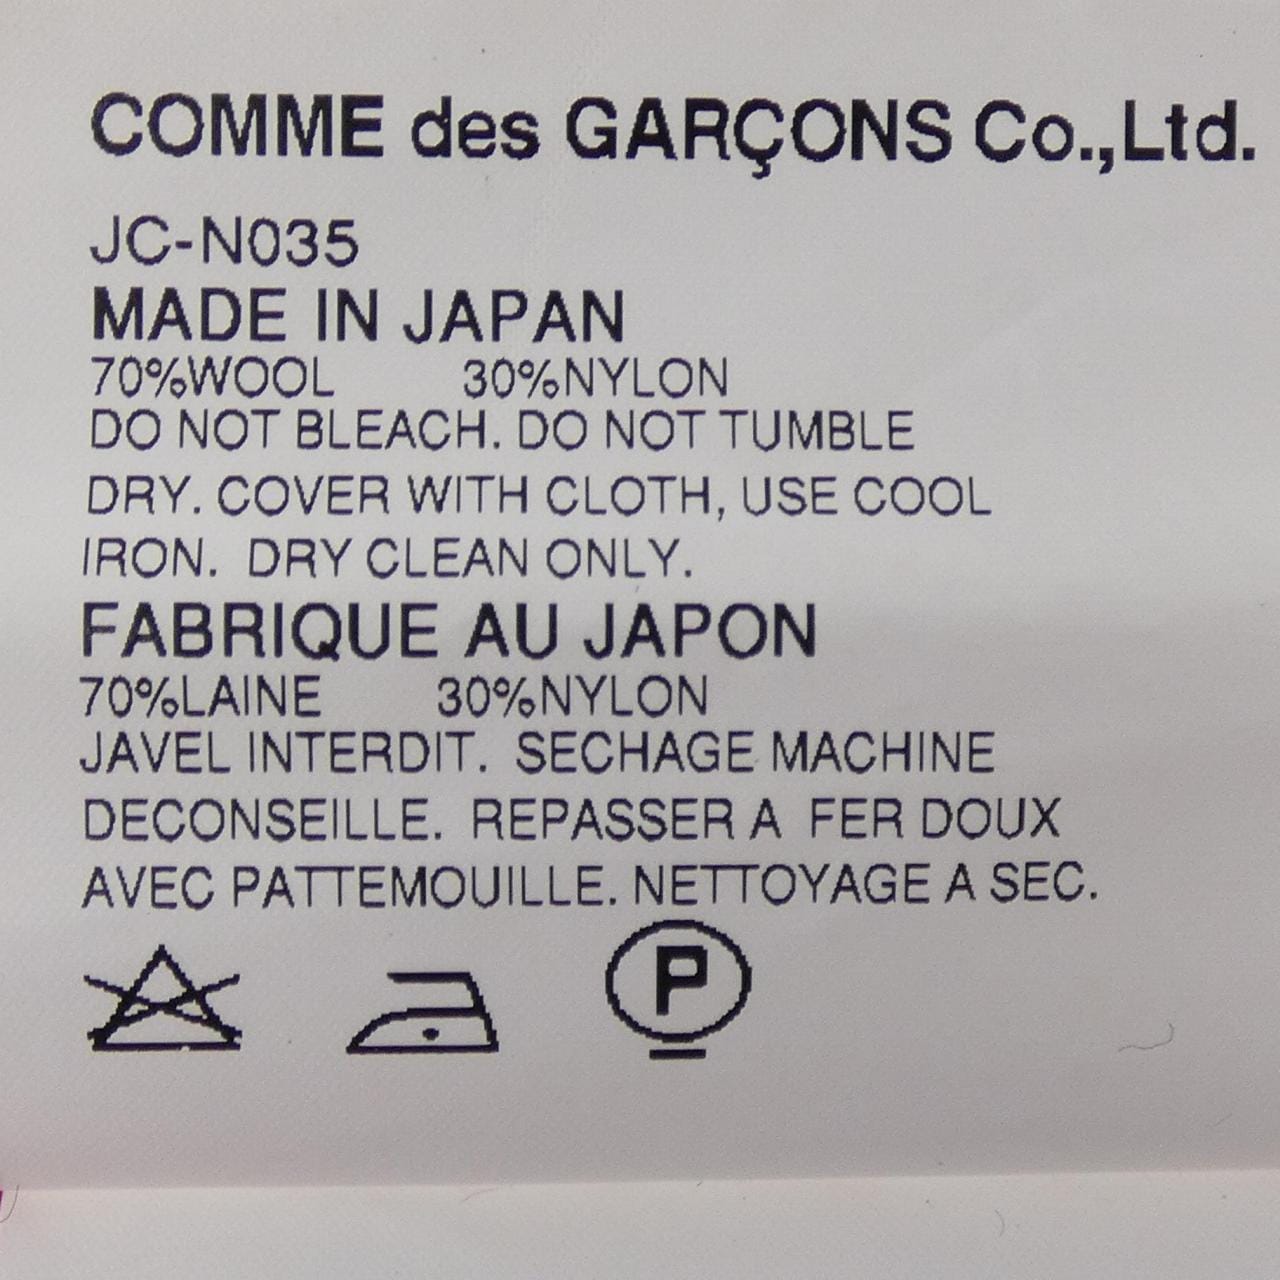 COMME des GARÇONS Co.,Ltd.
JC-N035
MADE IN JAPAN
70%WOOL 30%NYLON
DO NOT BLEACH. DO NOT TUMBLE
DRY. COVER WITH CLOTH, USE COOL
IRON. DRY CLEAN ONLY.
FABRIQUE AU JAPON
70%LAINE 30%NYLON
JAVEL INTERDIT. SECHAGE MACHINE
DECONSEILLE. REPASSER A FER DOUX
AVEC PATTEMOUILLE. NETTOYAGE A SEC.
P